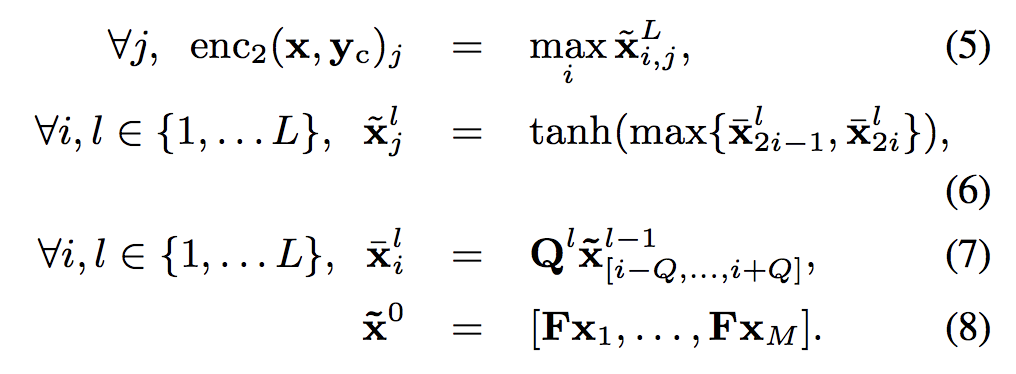 ∀j, enc₂(x, y_c)_j = max_i x̃^L_{i,j}, (5)
∀i, l ∈ {1, … L}, x̃^l_j = tanh(max{x̄^l_{2i−1}, x̄^l_{2i}}),
(6)
∀i, l ∈ {1, … L}, x̄^l_i = Q^l x̃^{l−1}_{[i−Q,…,i+Q]}, (7)
x̃^0 = [Fx_1, …, Fx_M]. (8)